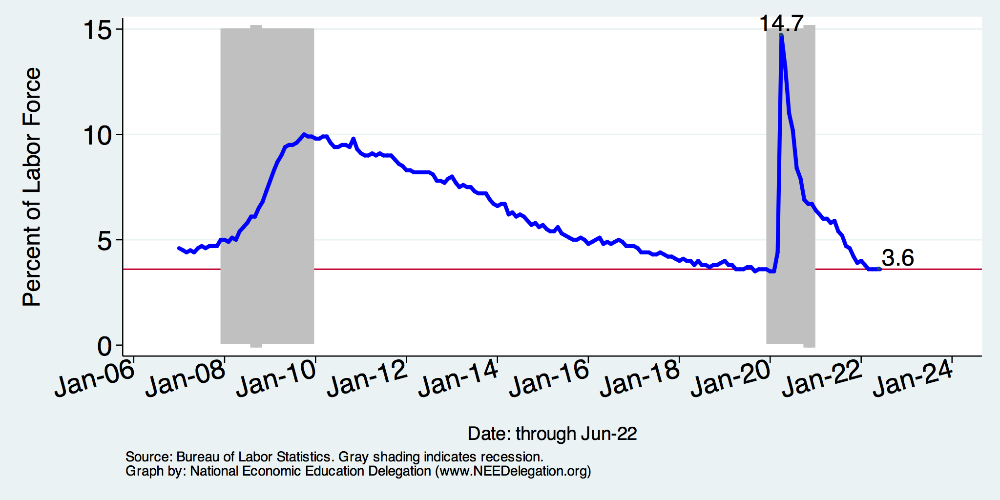 14.7
15
10
5
0
Percent of Labor Force
3.6
Jan-06
Jan-08
Jan-10
Jan-12
Jan-14
Jan-16
Jan-18
Jan-20
Jan-22
Jan-24
Date: through Jun-22
Source: Bureau of Labor Statistics. Gray shading indicates recession.
Graph by: National Economic Education Delegation (www.NEEDelegation.org)